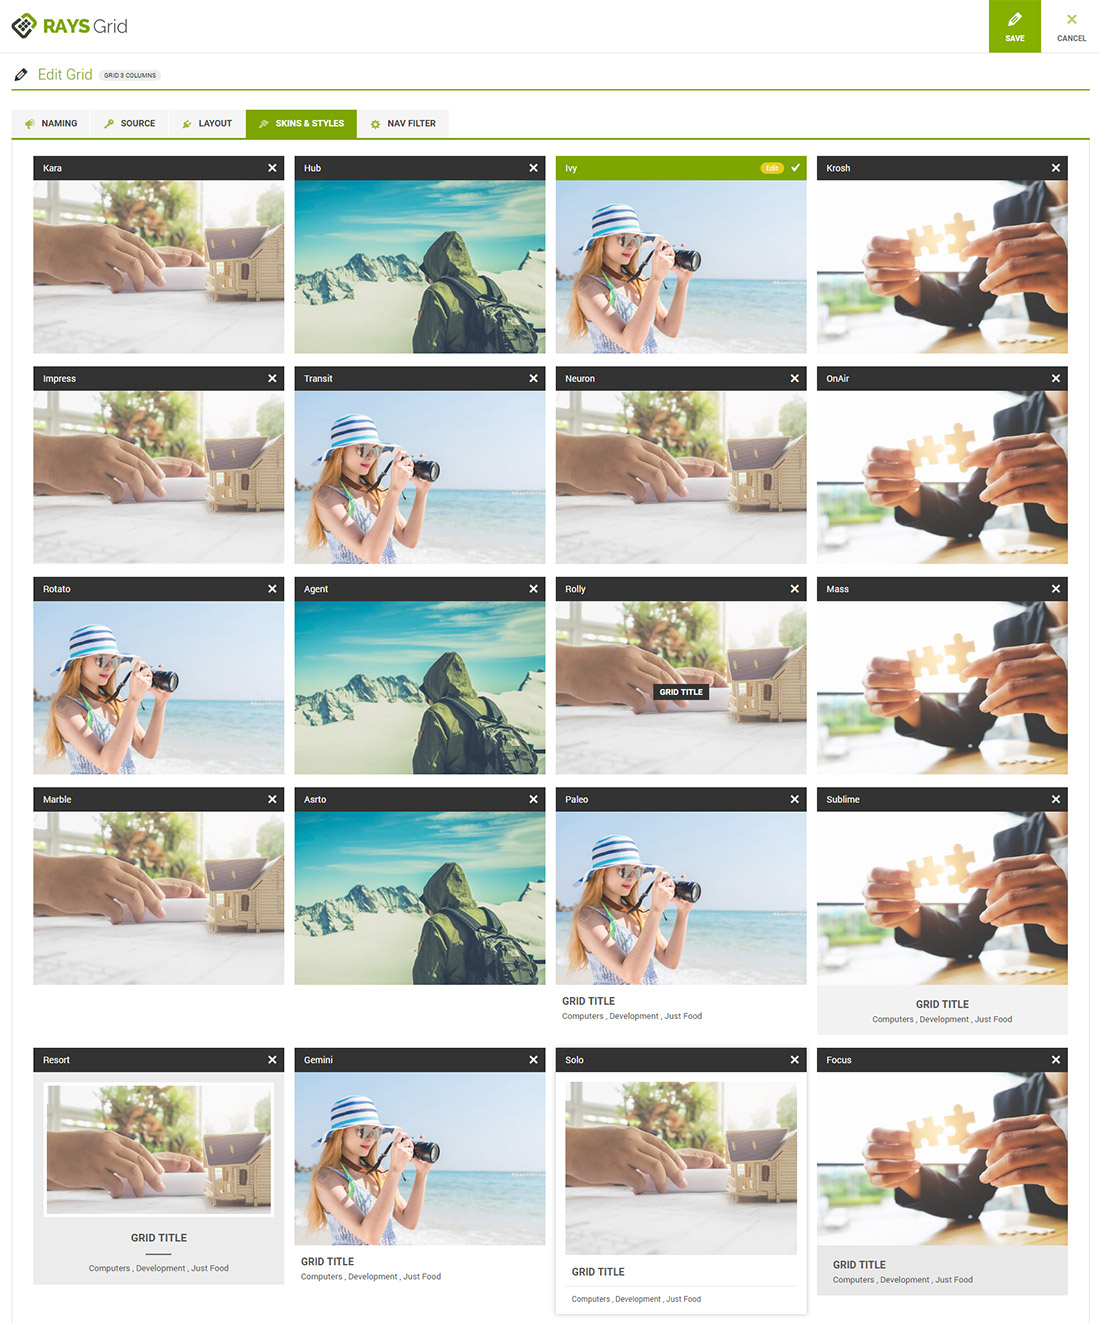 RAYS Grid
SAVE
CANCEL
Edit Grid GRID 3 COLUMNS
NAMING SOURCE LAYOUT SKINS & STYLES NAV FILTER
Kara Hub Ivy Edit Krosh
Impress Transit Neuron OnAir
Rotato Agent Rolly Mass
GRID TITLE
Marble Asrto Paleo Sublime
GRID TITLE
Computers , Development , Just Food
GRID TITLE
Computers , Development , Just Food
Resort Gemini Solo Focus
GRID TITLE
Computers , Development , Just Food
GRID TITLE
Computers , Development , Just Food
GRID TITLE
Computers , Development , Just Food
GRID TITLE
Computers , Development , Just Food